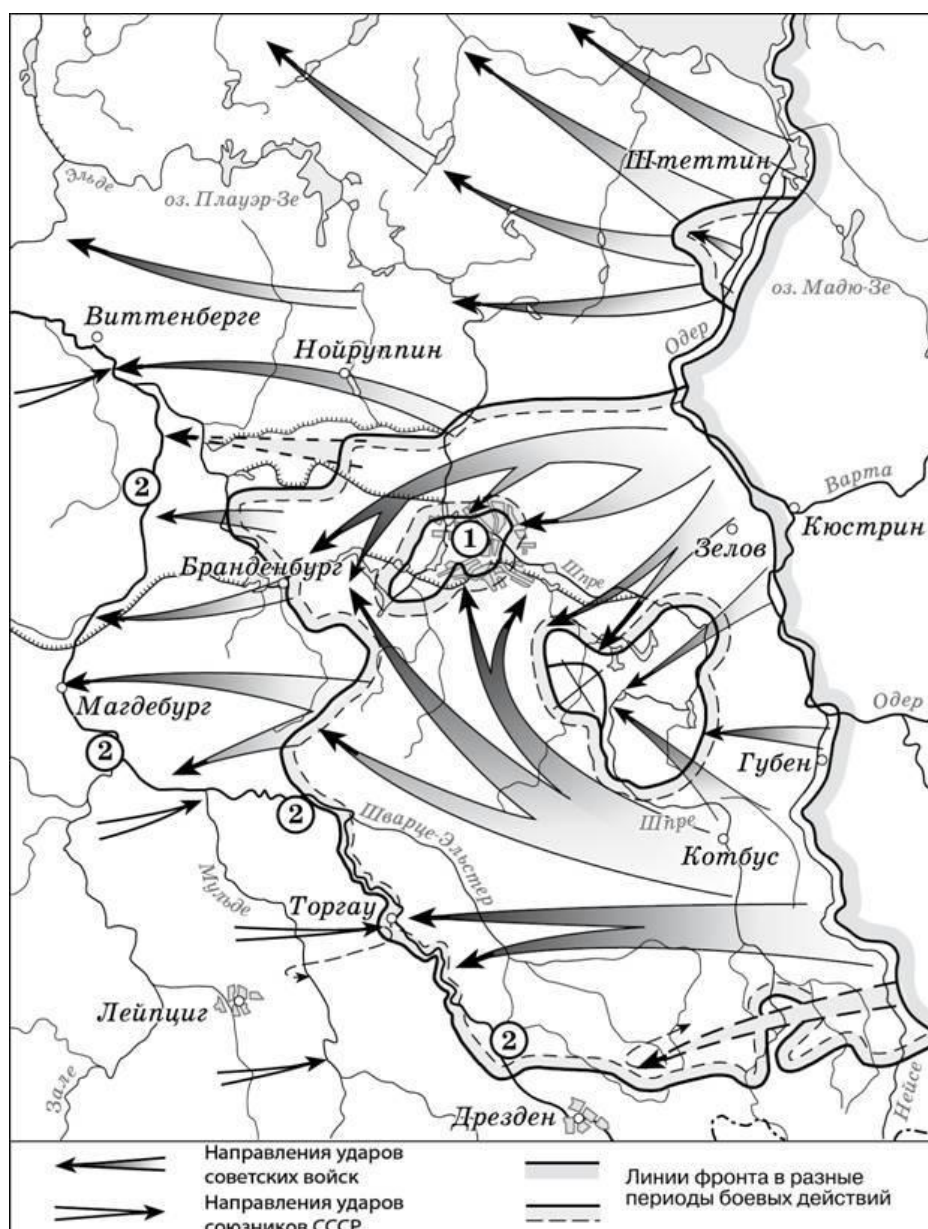 Штеттин
Эльде
оз. Плауэр-Зе
оз. Мадю-Зе
Виттенберге
Одер
Нойруппин
2
Варта
Кюстрин
1
Зелов
Бранденбург
Шпре
Магдебург
Одер
2
Губен
2
Шпре
Шварце-Эльстер
Котбус
Мульде
Торгау
Лейпциг
2
Зале
Дрезден
Нейсе
Направления ударов
советских войск
Направления ударов
союзников СССР
Линии фронта в разные
периоды боевых действий